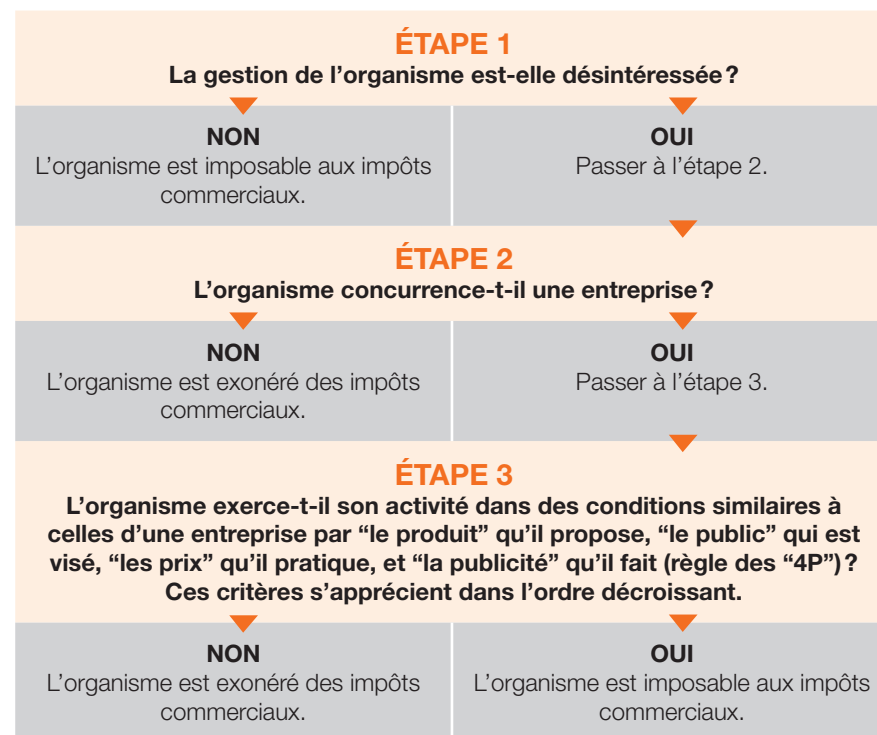 ÉTAPE 1
La gestion de l’organisme est-elle désintéressée ?
NON
L’organisme est imposable aux impôts
commerciaux.
OUI
Passer à l’étape 2.
ÉTAPE 2
L’organisme concurrence-t-il une entreprise ?
NON
L’organisme est exonéré des impôts
commerciaux.
OUI
Passer à l’étape 3.
ÉTAPE 3
L’organisme exerce-t-il son activité dans des conditions similaires à
celles d’une entreprise par “le produit” qu’il propose, “le public” qui est
visé, “les prix” qu’il pratique, et “la publicité” qu’il fait (règle des “4P”) ?
Ces critères s’apprécient dans l’ordre décroissant.
NON
L’organisme est exonéré des impôts
commerciaux.
OUI
L’organisme est imposable aux impôts
commerciaux.